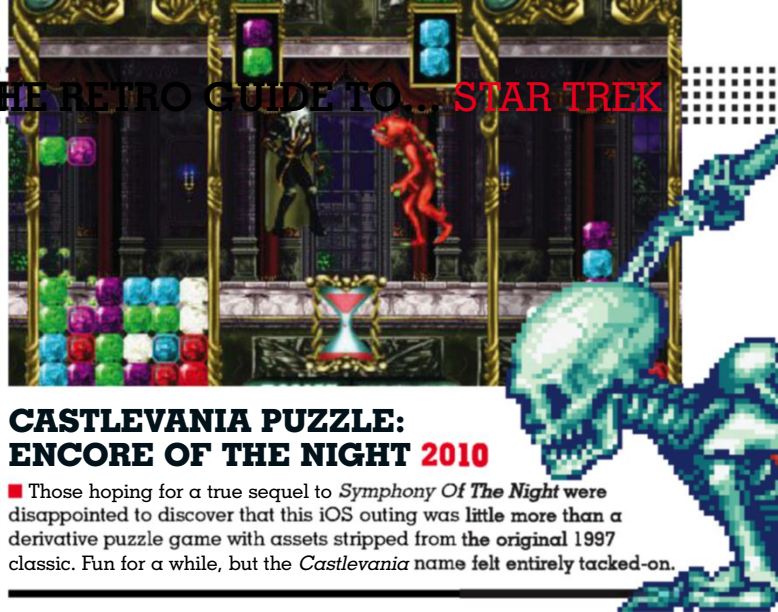 HE RETRO GUIDE TO... STAR TREK
CASTLEVANIA PUZZLE:
ENCORE OF THE NIGHT 2010
Those hoping for a true sequel to Symphony Of The Night were
disappointed to discover that this iOS outing was little more than a
derivative puzzle game with assets stripped from the original 1997
classic. Fun for a while, but the Castlevania name felt entirely tacked-on.